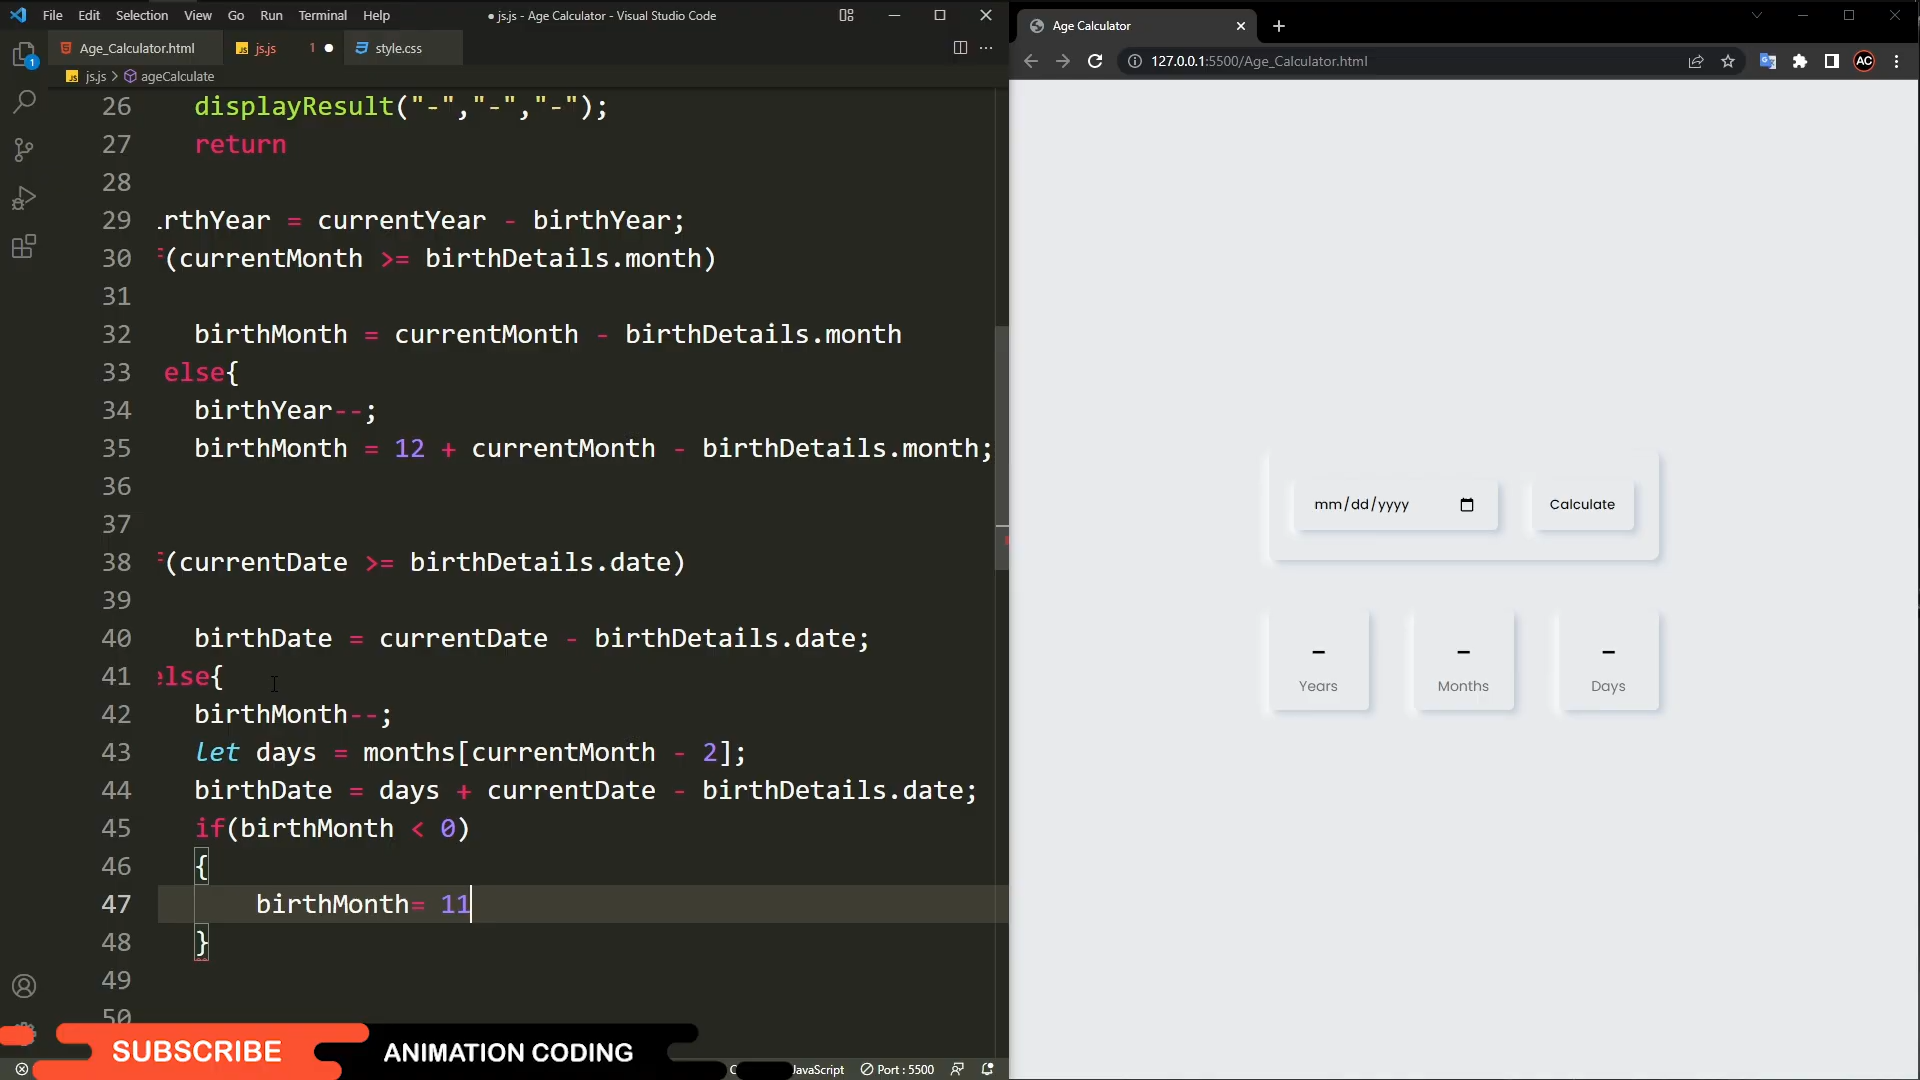 File Edit Selection View Go Run Terminal Help
● js.js - Age Calculator - Visual Studio Code
Age_Calculator.html
js.js 1 ●
style.css
js.js > ageCalculate
1
26 displayResult("-","-","-");
27 return
28
29 rthYear = currentYear - birthYear;
30 (currentMonth >= birthDetails.month)
31
32 birthMonth = currentMonth - birthDetails.month
33 else{
34 birthYear--;
35 birthMonth = 12 + currentMonth - birthDetails.month;
36
37
38 (currentDate >= birthDetails.date)
39
40 birthDate = currentDate - birthDetails.date;
41 else{
42 birthMonth--;
43 let days = months[currentMonth - 2];
44 birthDate = days + currentDate - birthDetails.date;
45 if(birthMonth < 0)
46 {
47 birthMonth= 11
48 }
49
50
SUBSCRIBE
ANIMATION CODING
JavaScript
Port : 5500
Age Calculator
127.0.0.1:5500/Age_Calculator.html
AC
mm/dd/yyyy
Calculate
- - -
Years Months Days